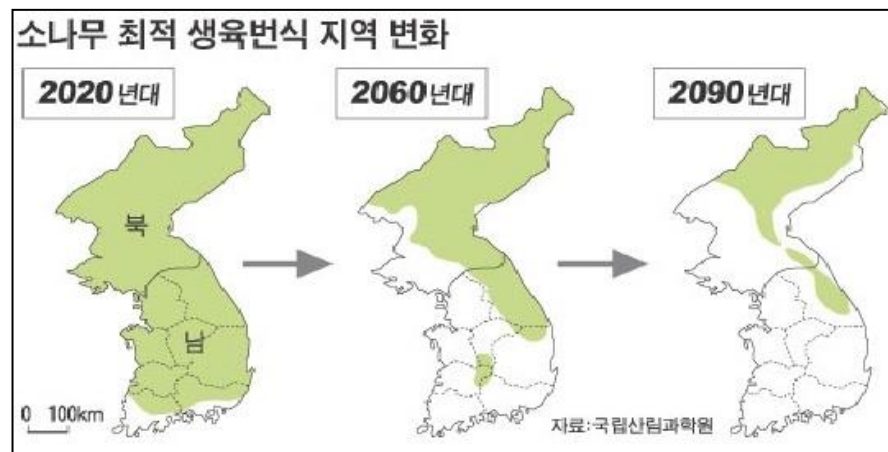 소나무 최적 생육번식 지역 변화
2020년대
2060년대
2090년대
북
남
0 100km
자료:국립산림과학원